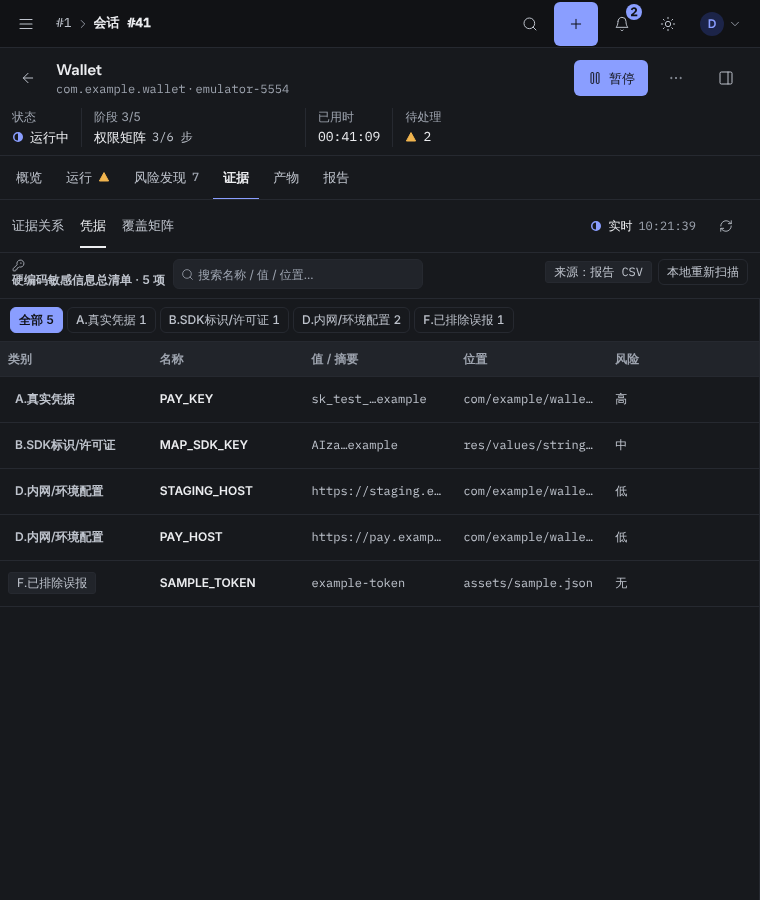 #1 > 会话 #41
2
D
Wallet
com.example.wallet · emulator-5554
暂停
状态 阶段 3/5 已用时 待处理
运行中 权限矩阵 3/6 步 00:41:09 2
概览 运行 风险发现 7 证据 产物 报告
证据关系 凭据 覆盖矩阵 实时 10:21:39
硬编码敏感信息总清单 · 5 项 搜索名称 / 值 / 位置… 来源：报告 CSV 本地重新扫描
全部 5 A.真实凭据 1 B.SDK标识/许可证 1 D.内网/环境配置 2 F.已排除误报 1
类别 名称 值 / 摘要 位置 风险
A.真实凭据 PAY_KEY sk_test_…example com/example/walle… 高
B.SDK标识/许可证 MAP_SDK_KEY AIza…example res/values/string… 中
D.内网/环境配置 STAGING_HOST https://staging.e… com/example/walle… 低
D.内网/环境配置 PAY_HOST https://pay.examp… com/example/walle… 低
F.已排除误报 SAMPLE_TOKEN example-token assets/sample.json 无